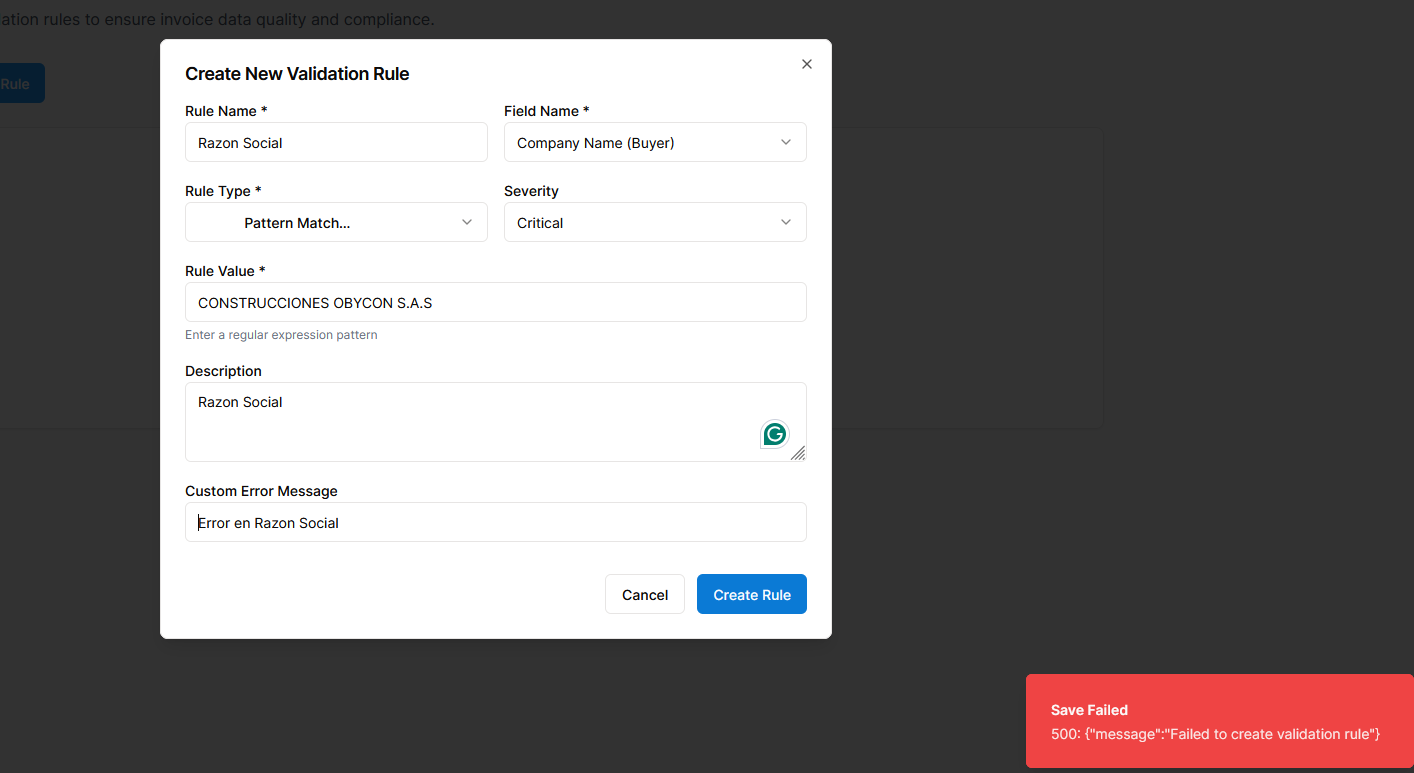 ation rules to ensure invoice data quality and compliance.
Rule
Create New Validation Rule
Rule Name *
Field Name *
Razon Social
Company Name (Buyer)
Rule Type *
Severity
Pattern Match...
Critical
Rule Value *
CONSTRUCCIONES OBYCON S.A.S
Enter a regular expression pattern
Description
Razon Social
G
Custom Error Message
Error en Razon Social
Cancel
Create Rule
Save Failed
500: {"message":"Failed to create validation rule"}